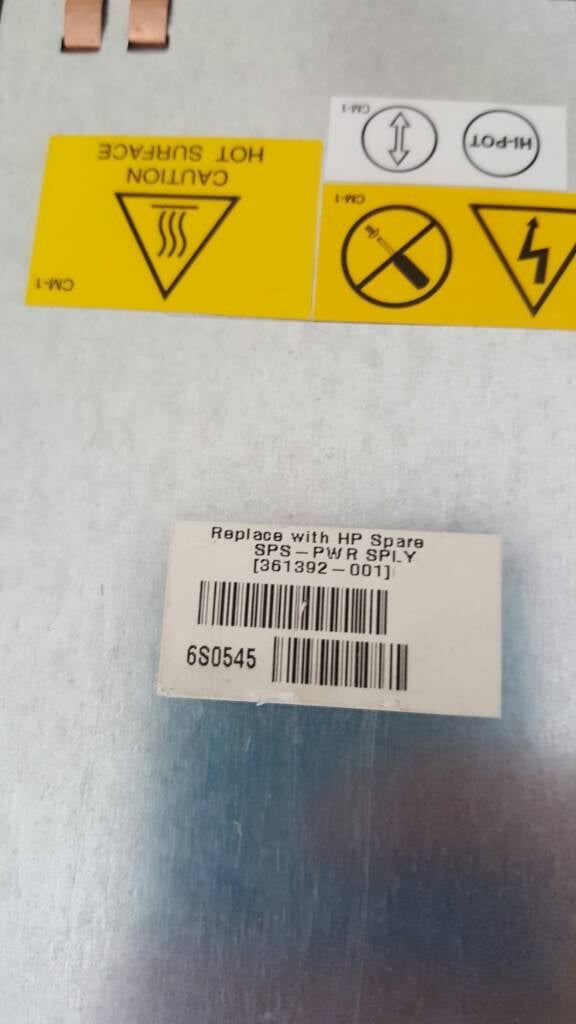 CM-1
HI-POT
CAUTION
HOT SURFACE
CM-1
CM-1
Replace with HP Spare
SPS-PWR SPLY
[361392-001]
6S0545